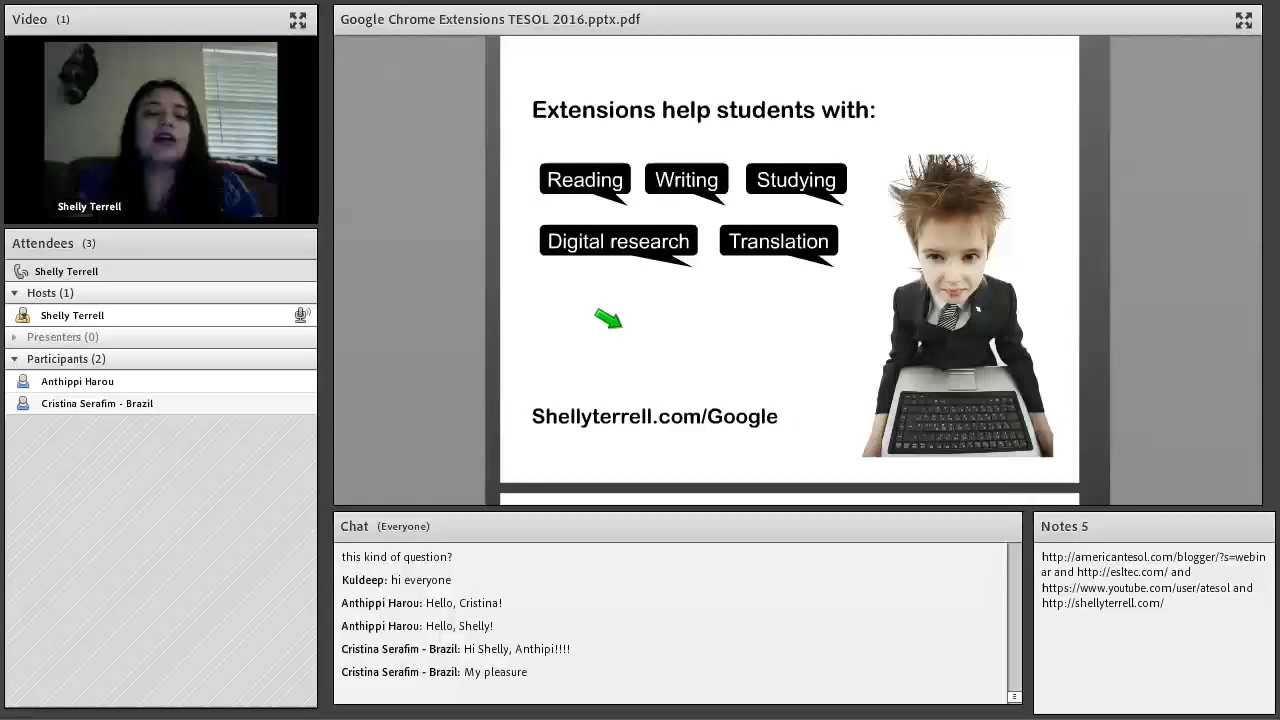 Video (1)
Shelly Terrell
Attendees (3)
Shelly Terrell
Hosts (1)
Shelly Terrell
Presenters (0)
Participants (2)
Anthippi Harou
Cristina Serafim - Brazil
Google Chrome Extensions TESOL 2016.pptx.pdf
Extensions help students with:
Reading Writing Studying
Digital research Translation
Shellyterrell.com/Google
Chat (Everyone)
this kind of question?
Kuldeep: hi everyone
Anthippi Harou: Hello, Cristina!
Anthippi Harou: Hello, Shelly!
Cristina Serafim - Brazil: Hi Shelly, Anthipi!!!!
Cristina Serafim - Brazil: My pleasure
Notes 5
http://americantesol.com/blogger/?s=webin
ar and http://esltec.com/ and
https://www.youtube.com/user/atesol and
http://shellyterrell.com/